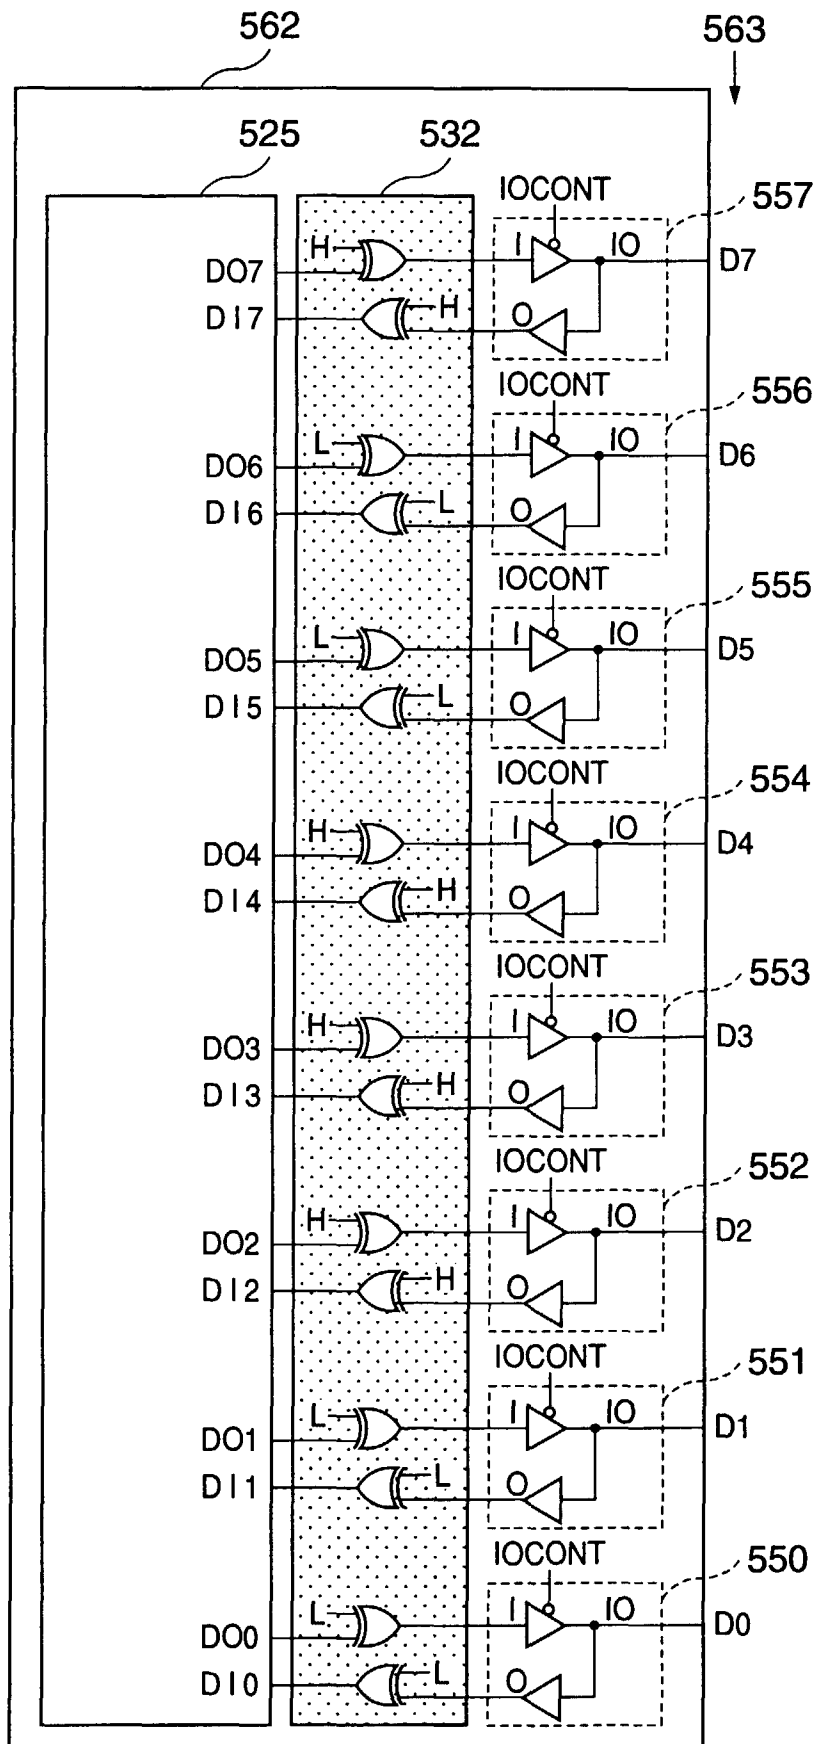 562
563
525
532
IOCONT
557
H
I
IO
D7
DO7
DI7
H
O
IOCONT
556
L
I
IO
D6
DO6
DI6
L
O
IOCONT
555
L
I
IO
D5
DO5
DI5
L
O
IOCONT
554
H
I
IO
D4
DO4
DI4
H
O
IOCONT
553
H
I
IO
D3
DO3
DI3
H
O
IOCONT
552
H
I
IO
D2
DO2
DI2
H
O
IOCONT
551
L
I
IO
D1
DO1
DI1
L
O
IOCONT
550
L
I
IO
D0
DO0
DI0
L
O